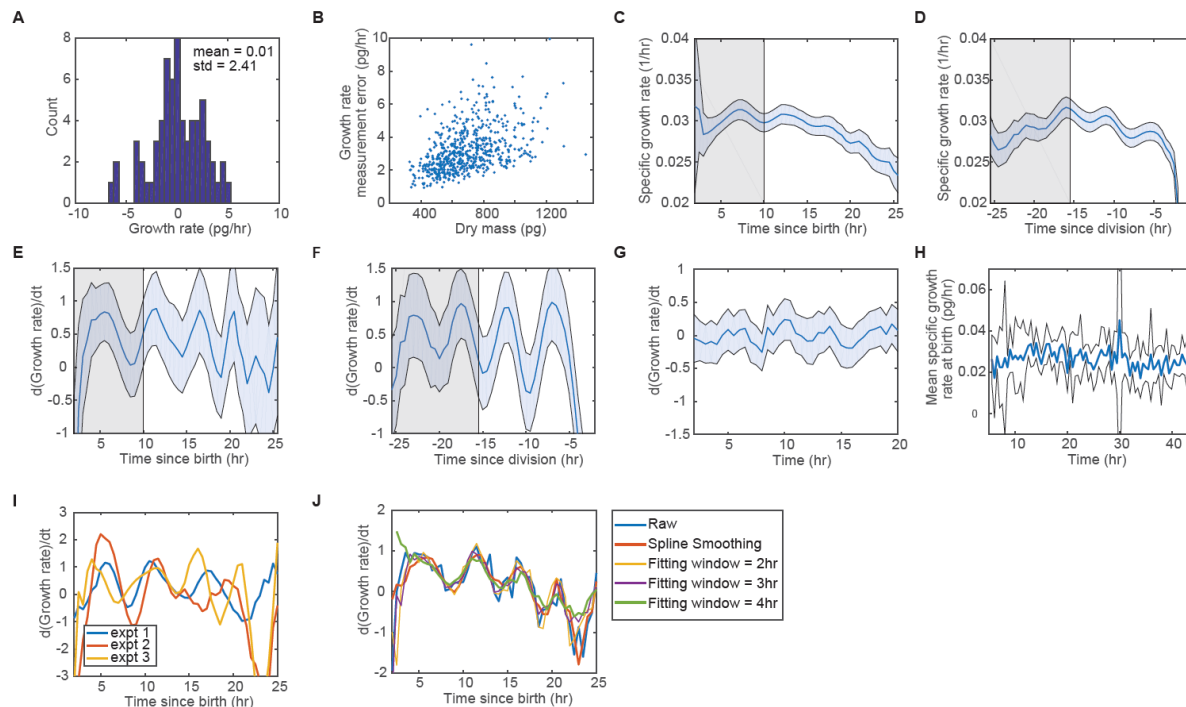 A
8
6
4
2
0
Count
mean = 0.01
std = 2.41
-10
-5
0
5
10
Growth rate (pg/hr)
B
10
8
6
4
2
0
Growth rate
measurement error (pg/hr)
400
800
1200
Dry mass (pg)
C
0.04
0.035
0.03
0.025
0.02
Specific growth rate (1/hr)
5
10
15
20
25
Time since birth (hr)
D
0.04
0.035
0.03
0.025
0.02
Specific growth rate (1/hr)
-25
-20
-15
-10
-5
Time since division (hr)
E
1.5
1
0.5
0
-0.5
-1
d(Growth rate)/dt
5
10
15
20
25
Time since birth (hr)
F
1.5
1
0.5
0
-0.5
-1
d(Growth rate)/dt
-25
-20
-15
-10
-5
Time since division (hr)
G
1
0.5
0
-0.5
-1
-1.5
d(Growth rate)/dt
5
10
15
20
Time (hr)
H
0.06
0.04
0.02
0
Mean specific growth
rate at birth (pg/hr)
10
20
30
40
Time (hr)
I
3
2
1
0
-1
-2
-3
d(Growth rate)/dt
expt 1
expt 2
expt 3
5
10
15
20
25
Time since birth (hr)
J
2
1
0
-1
-2
d(Growth rate)/dt
5
10
15
20
25
Time since birth (hr)
Raw
Spline Smoothing
Fitting window = 2hr
Fitting window = 3hr
Fitting window = 4hr